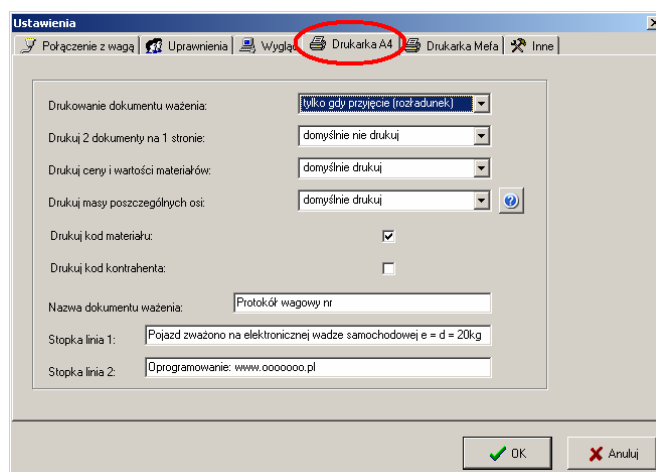 Ustawienia
Połączenie z wagą Uprawnienia Wygląd Drukarka A4 Drukarka Mefa Inne
Drukowanie dokumentu ważenia: tylko gdy przyjęcie (rozładunek)
Drukuj 2 dokumenty na 1 stronie: domyślnie nie drukuj
Drukuj ceny i wartości materiałów: domyślnie drukuj
Drukuj masy poszczególnych osi: domyślnie drukuj
Drukuj kod materiału:
Drukuj kod kontrahenta:
Nazwa dokumentu ważenia: Protokół wagowy nr
Stopka linia 1: Pojazd zważono na elektronicznej wadze samochodowej e = d = 20kg
Stopka linia 2: Oprogramowanie: www.ooooooo.pl
OK Anuluj